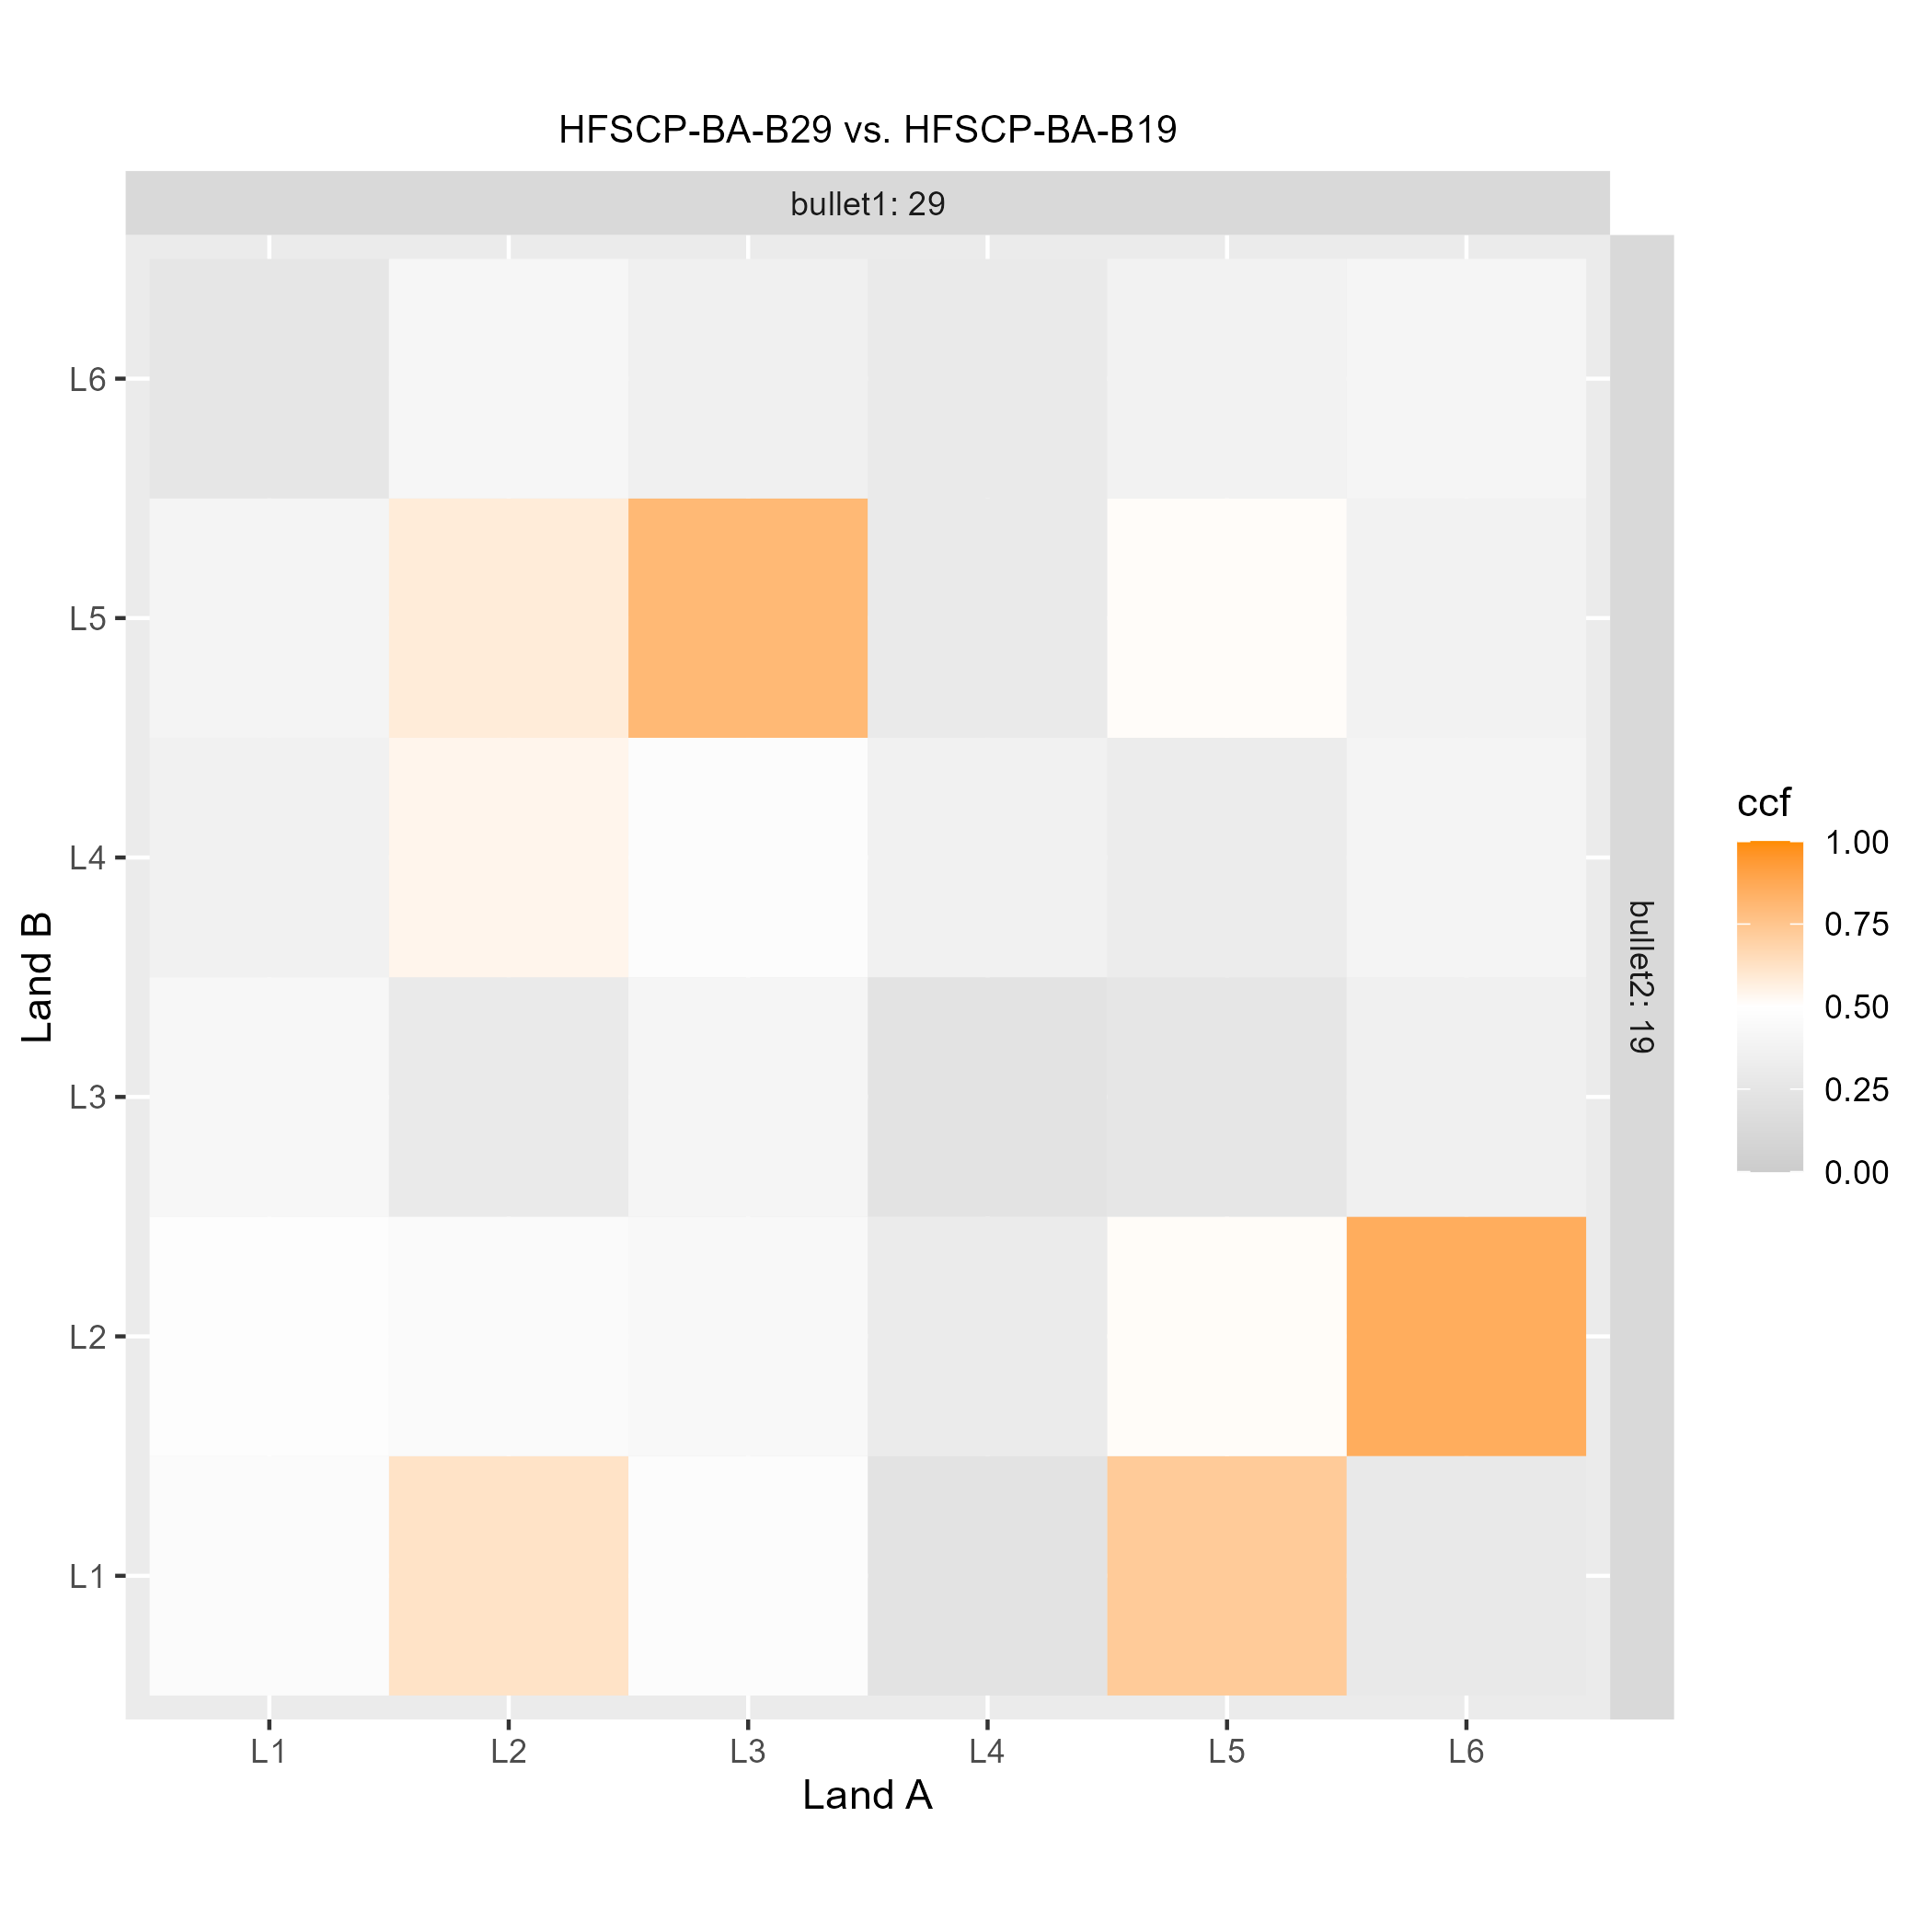 HFSCP-BA-B29 vs. HFSCP-BA-B19
bullet1: 29
L6
L5
L4
L3
L2
L1
Land B
bullet2: 19
L1 L2 L3 L4 L5 L6
Land A
ccf
1.00
0.75
0.50
0.25
0.00